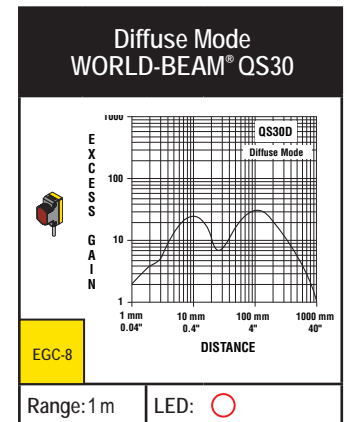 Diffuse Mode
WORLD-BEAM® QS30
1000
QS30D
Diffuse Mode
EXCESS
GAIN
100
10
1
1 mm 10 mm 100 mm 1000 mm
0.04" 0.4" 4" 40"
DISTANCE
EGC-8
Range: 1 m LED: